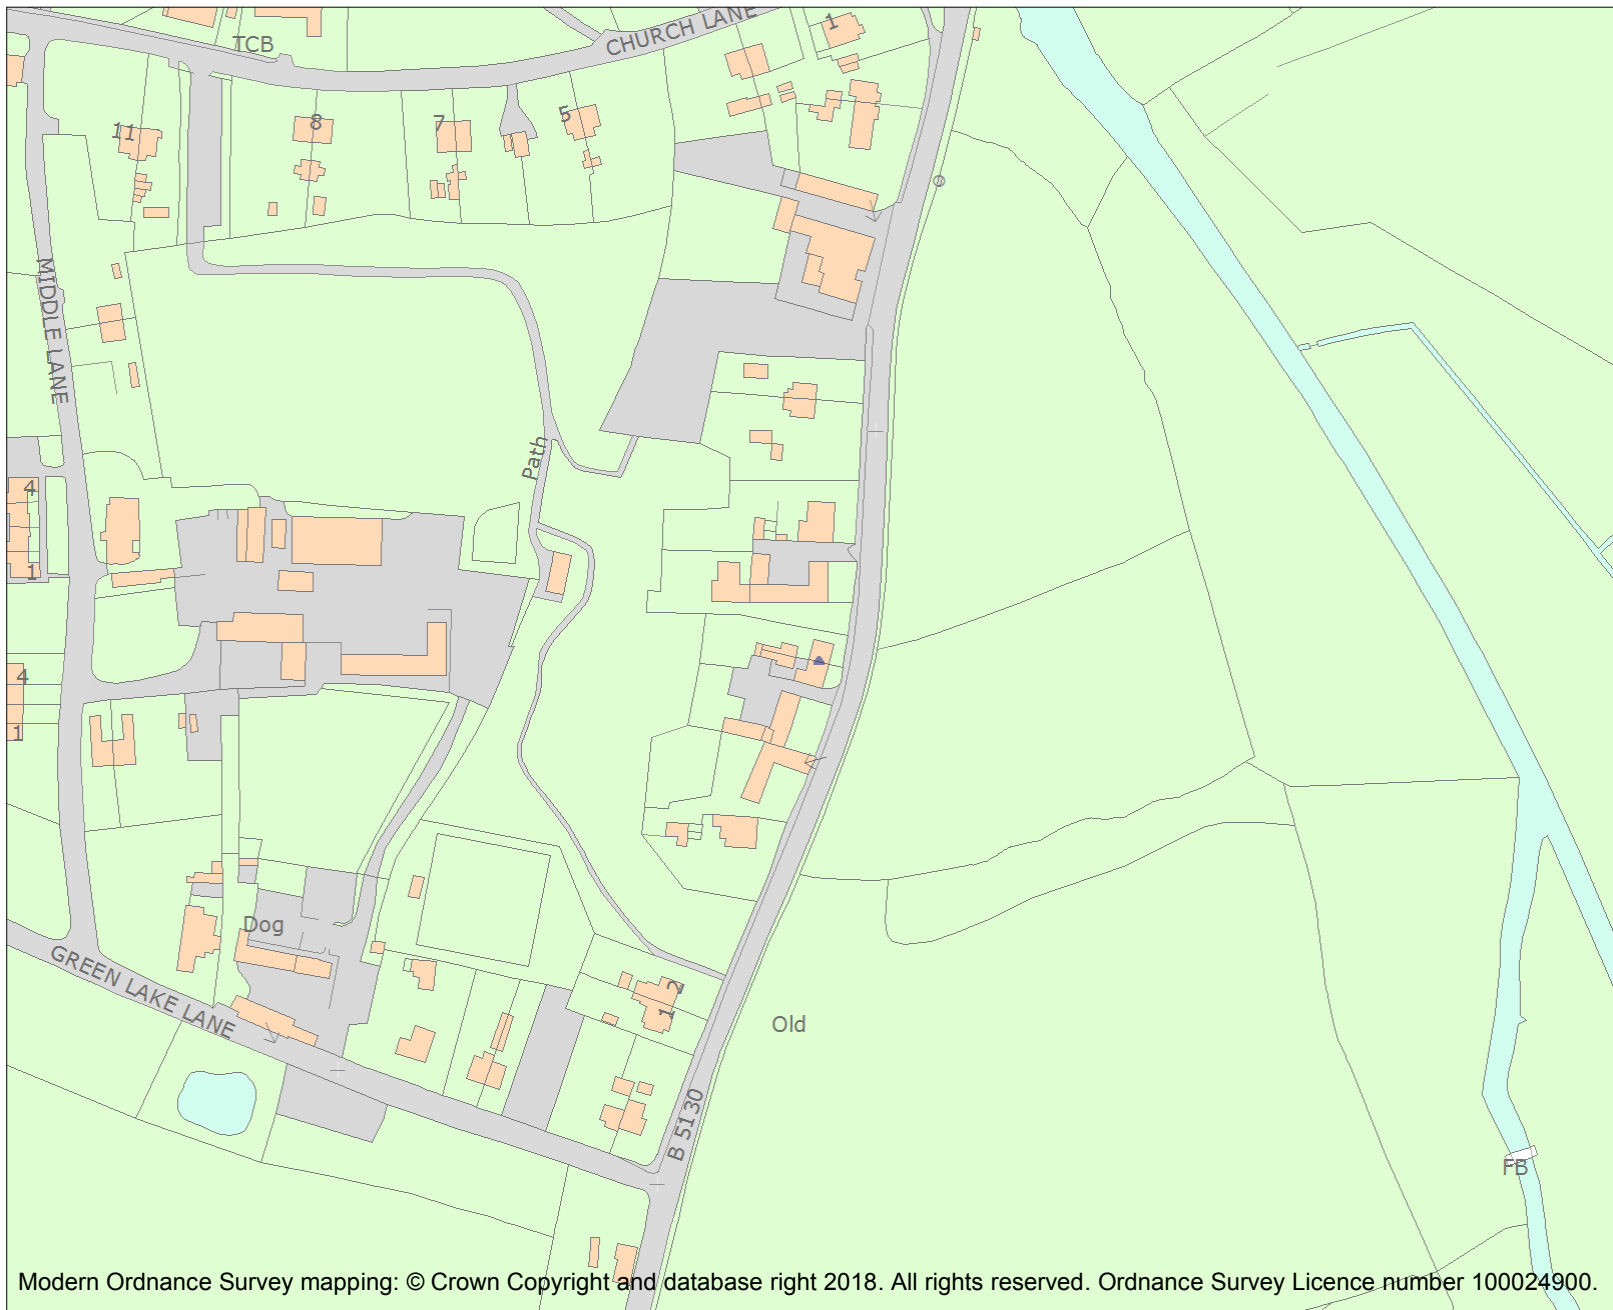 CHURCH LANE
1
TCB
11
8
7
5
MIDDLE LANE
Path
4
1
4
1
Dog
GREEN LAKE LANE
2
1
Old
B 5130
FB
Modern Ordnance Survey mapping: © Crown Copyright and database right 2018. All rights reserved. Ordnance Survey Licence number 100024900.